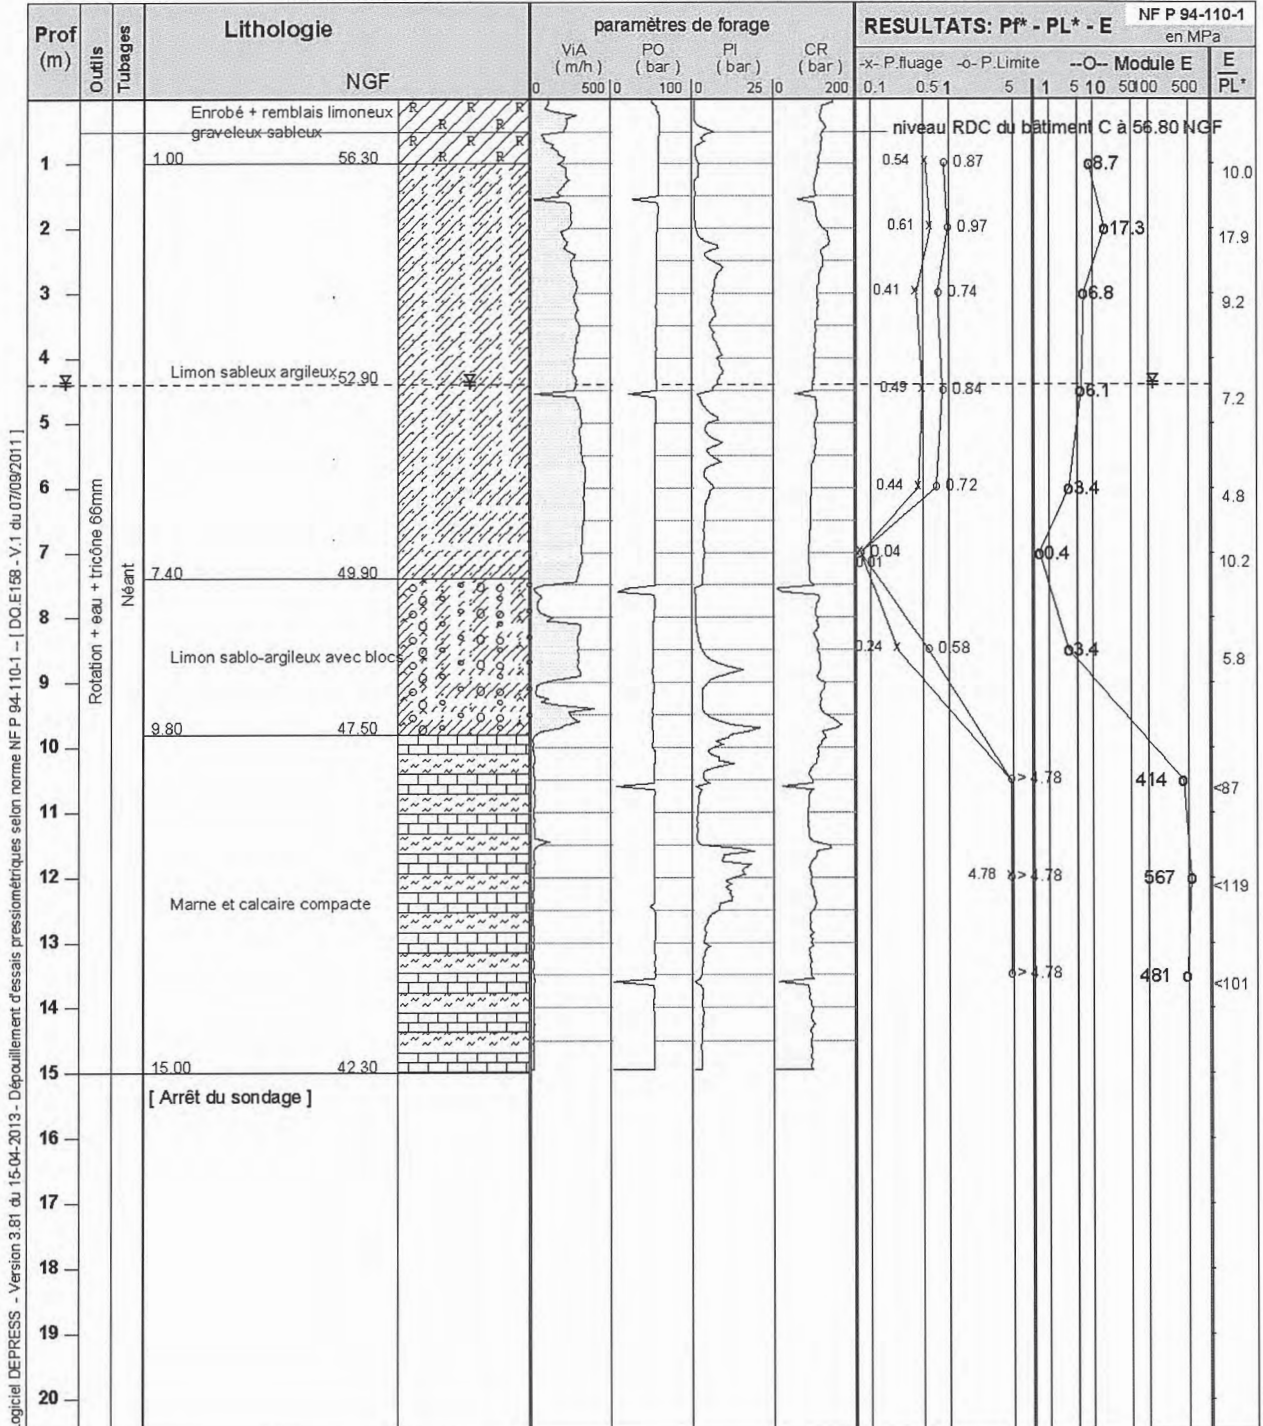 Prof
(m)
Outils
Tubages
Lithologie
NGF
paramètres de forage
ViA
( m/h )
PO
( bar )
PI
( bar )
CR
( bar )
0 500 0 100 0 25 0 200
RESULTATS: Pf* - PL* - E
NF P 94-110-1
en MPa
-x- P.fluage -o- P.Limite --O-- Module E
E
PL*
0.1 0.5 1 5 1 5 10 50 100 500
Enrobé + remblais limoneux
graveleux sableux
R R R R R R R R
niveau RDC du bâtiment C à 56.80 NGF
1
1.00 56.30
0.54 0.87 8.7 10.0
2
0.61 0.97 17.3 17.9
3
0.41 0.74 6.8 9.2
4
Limon sableux argileux 52.90
0.49 0.84 6.1 7.2
5
6
0.44 0.72 3.4 4.8
7
0.04
0.01
0.4 10.2
7.40 49.90
8
Limon sablo-argileux avec blocs
0.24 0.58 3.4 5.8
9
9.80 47.50
10
> 4.78 414 <87
11
12
4.78 > 4.78 567 <119
Marne et calcaire compacte
13
> 4.78 481 <101
14
15
15.00 42.30
[ Arrêt du sondage ]
16
17
18
19
20
Rotation + eau + tricône 66mm
Néant
ogiciel DEPRESS - Version 3.81 du 15-04-2013 - Dépouillement d'essais pressiométriques selon norme NF P 94-110-1 -- [ DQ.E158 - V.1 du 07/09/2011 ]